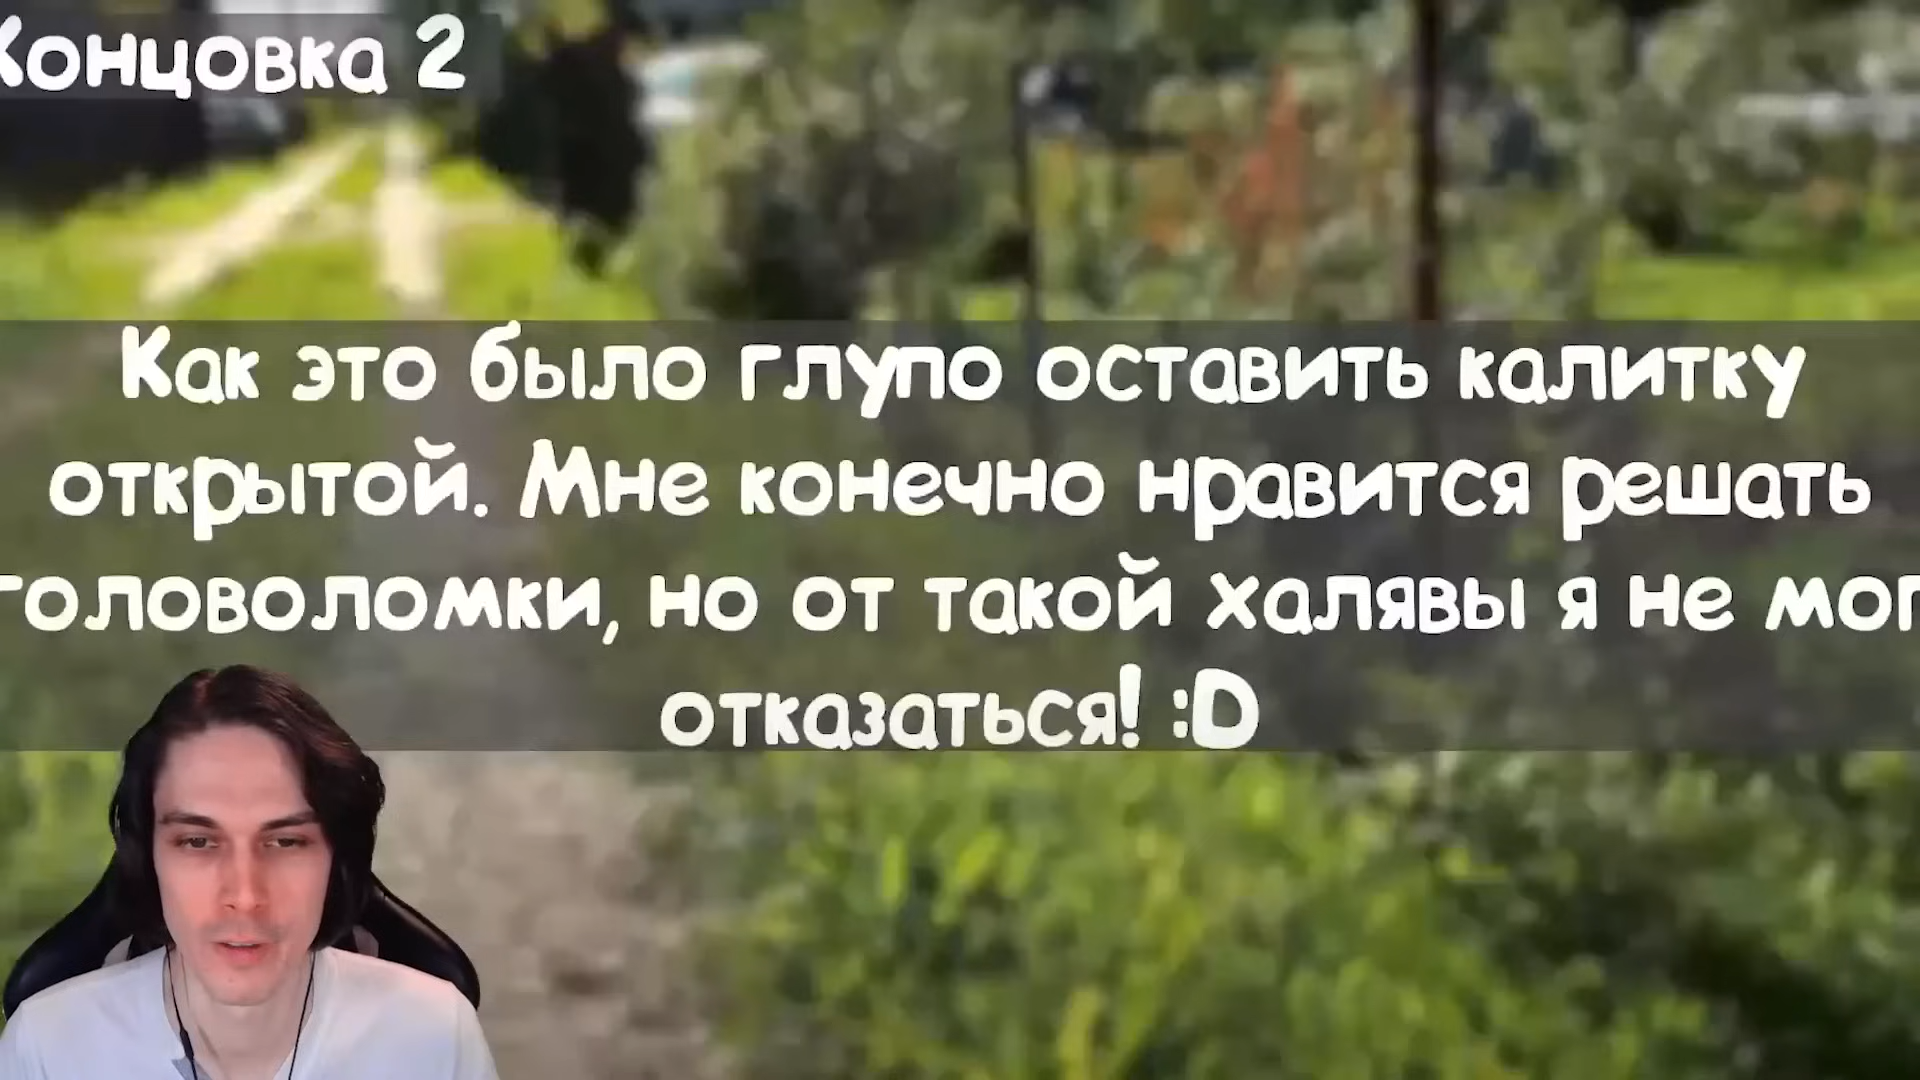 Концовка 2
Как это было глупо оставить калитку
открытой. Мне конечно нравится решать
головоломки, но от такой халявы я не мог
отказаться! :D